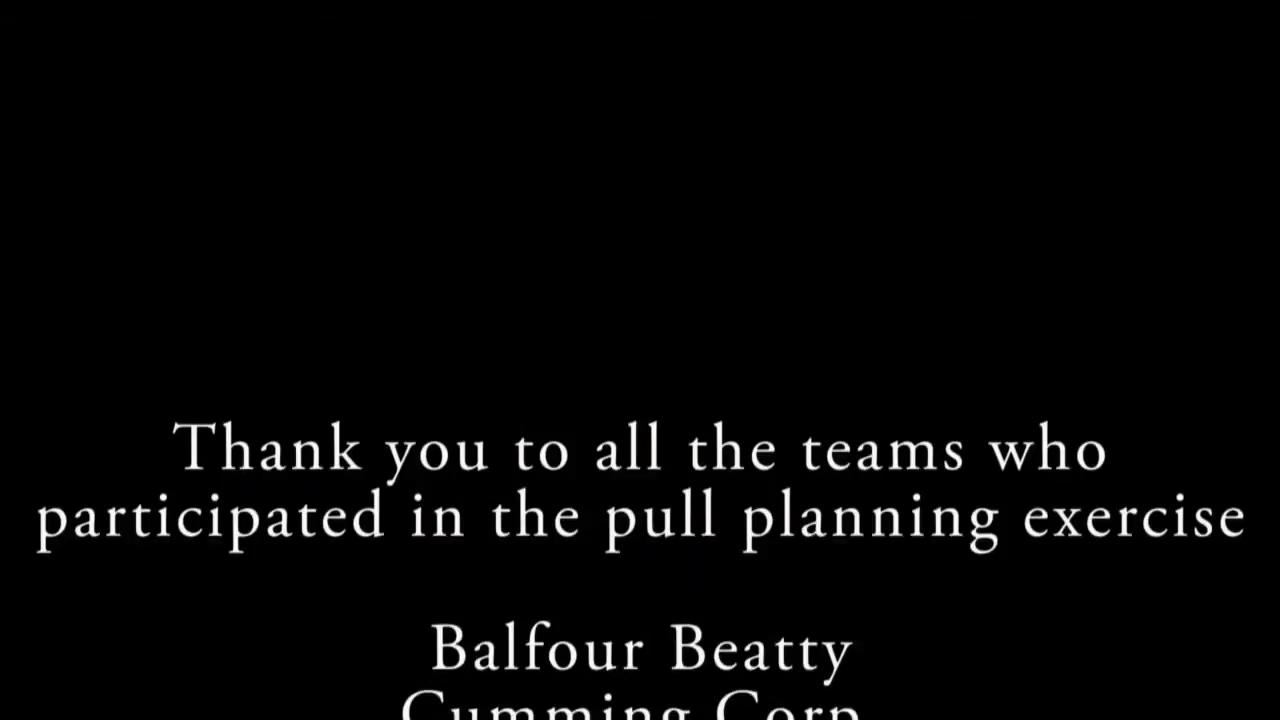 Thank you to all the teams who
participated in the pull planning exercise
Balfour Beatty
Cumming Corp